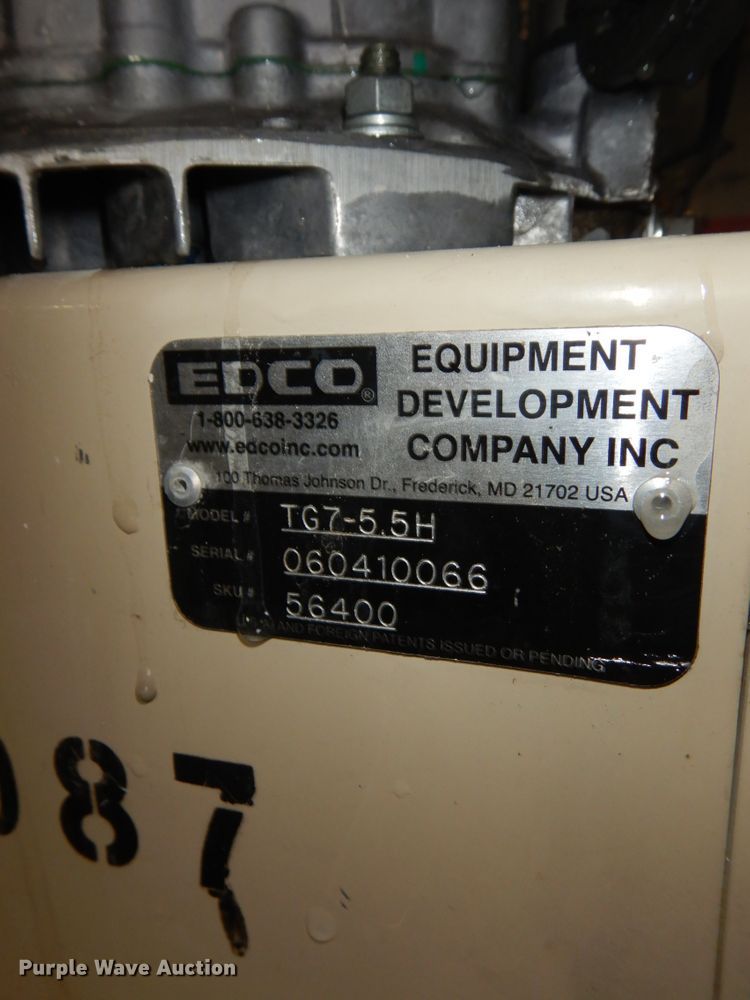 EDCO®
1-800-638-3326
www.edcoinc.com
EQUIPMENT
DEVELOPMENT
COMPANY INC
100 Thomas Johnson Dr., Frederick, MD 21702 USA
MODEL # TG7-5.5H
SERIAL # 060410066
SKU # 56400
AND FOREIGN PATENTS ISSUED OR PENDING
87
Purple Wave Auction